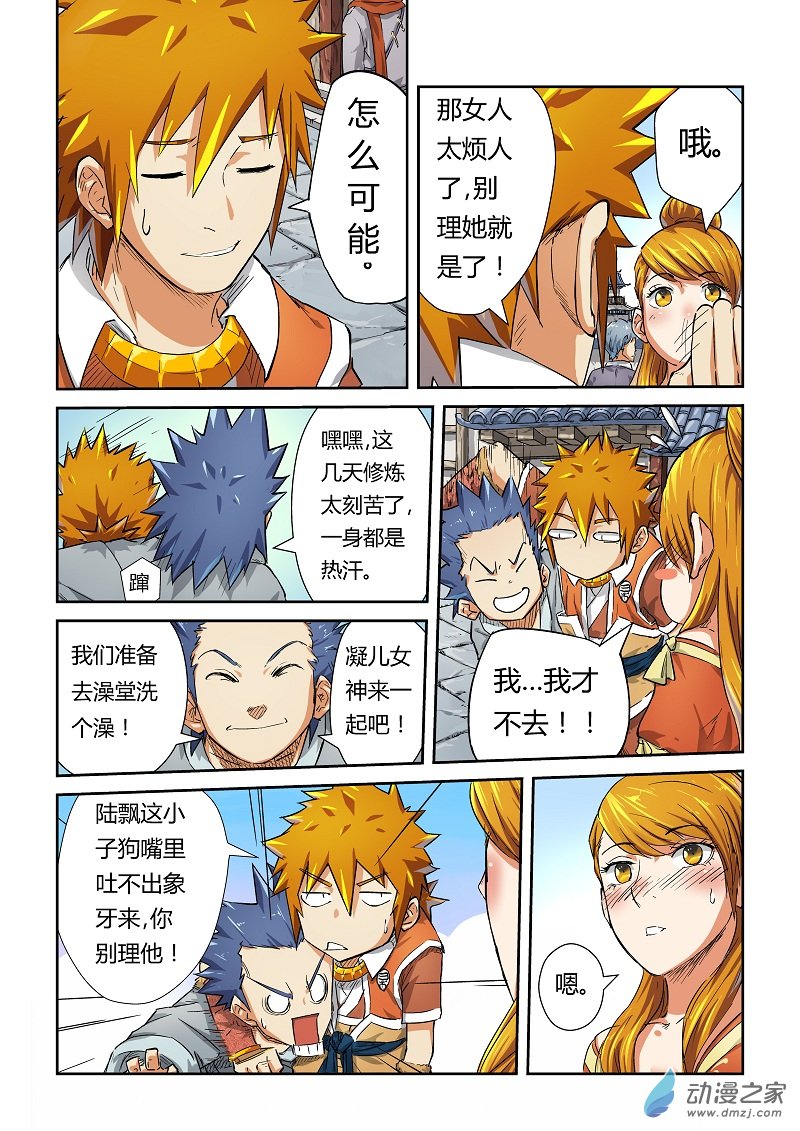 怎么可能。
那女人
太烦人
了,别
理她就
是了！
哦。
嘿嘿,这
几天修炼
太刻苦了,
一身都是
热汗。
蹿
我…我才
不去！！
我们准备
去澡堂洗
个澡！
凝儿女
神来一
起吧！
陆飘这小
子狗嘴里
吐不出象
牙来,你
别理他！
嗯。
动漫之家
www.dmzj.com